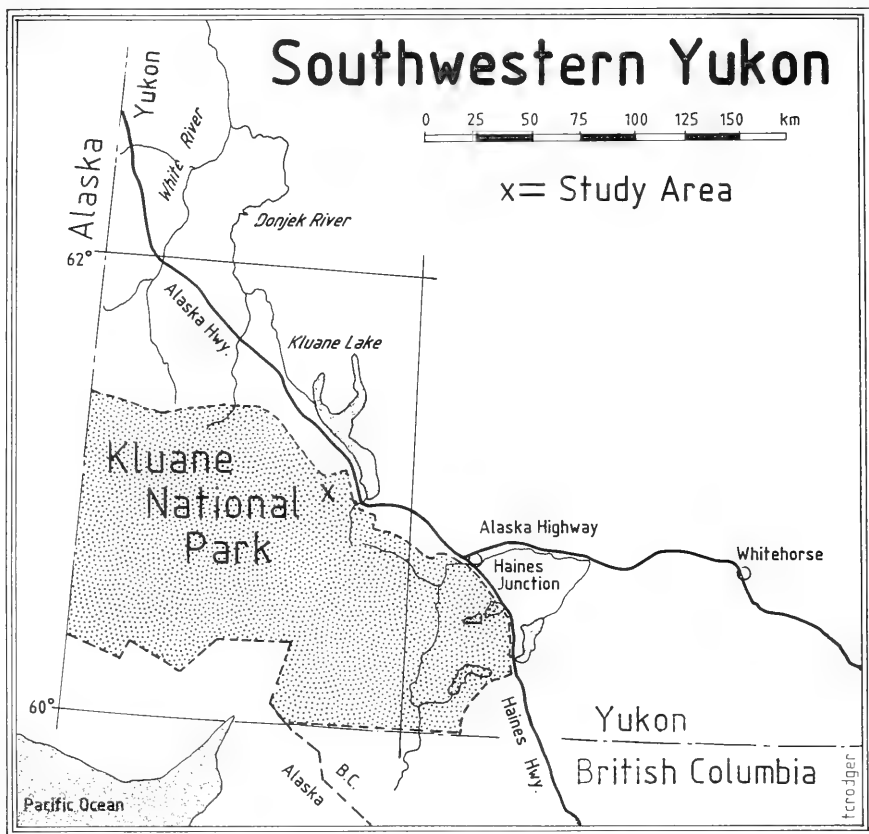 Southwestern Yukon
0 25 50 75 100 125 150 km
x= Study Area
Alaska
Yukon
White River
Donjek River
62°
Alaska Hwy.
Kluane Lake
Kluane
National
Park
x
Alaska Highway
Haines
Junction
Whitehorse
60°
Haines Hwy.
Yukon
British Columbia
B.C.
Alaska
Pacific Ocean
tcrodger